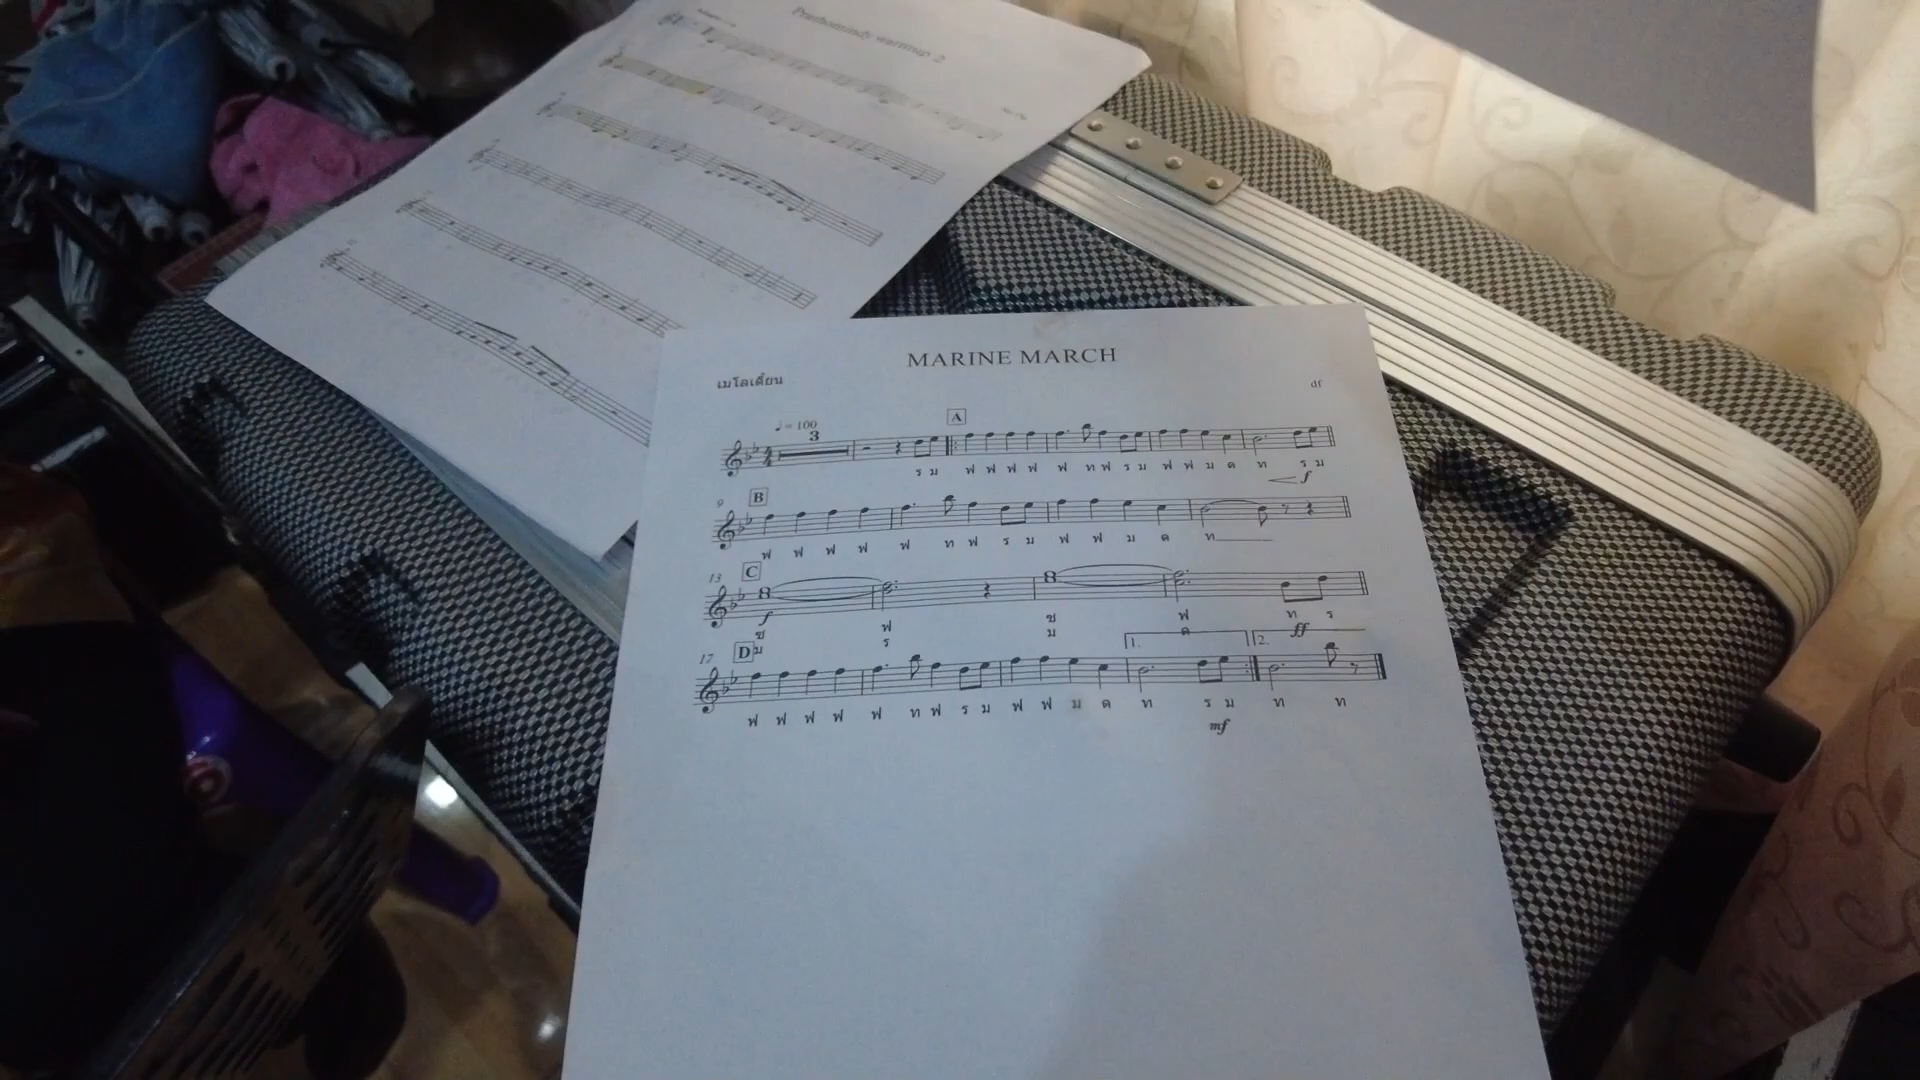 warmup 2
MARINE MARCH
เมโลเดี้ยน
df
♩ = 100
3
A
ร ม ฟ ฟ ฟ ฟ ฟ ท ฟ ร ม ฟ ฟ ม ด ท ร ม
f
9
B
ฟ ฟ ฟ ฟ ฟ ท ฟ ร ม ฟ ฟ ม ด ท
13
C
f
ff
ซ ฟ ซ ฟ ท ร
ม ร ม ด
17
D
1.
2.
ฟ ฟ ฟ ฟ ฟ ท ฟ ร ม ฟ ฟ ม ด ท ร ม ท ท
mf